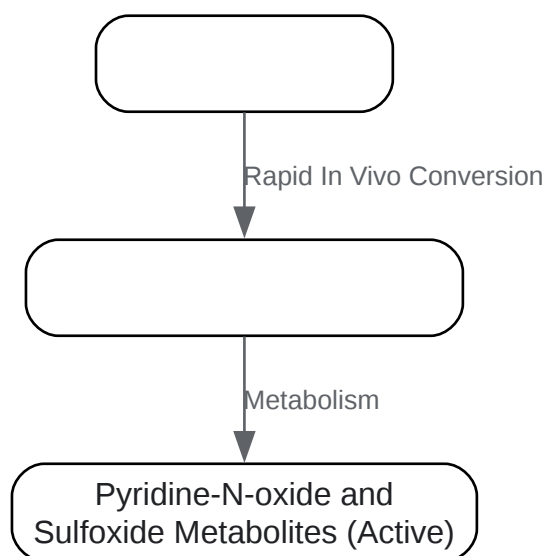 Rapid In Vivo Conversion
Metabolism
Pyridine-N-oxide and
Sulfoxide Metabolites (Active)